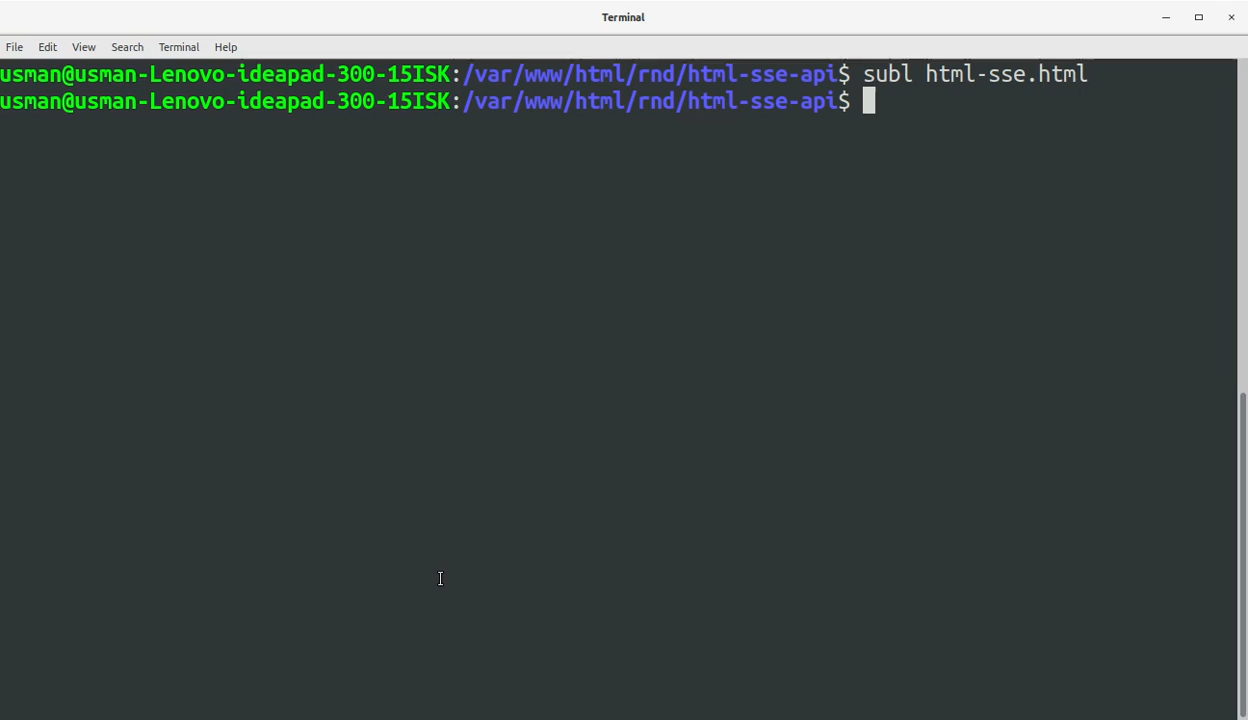 Terminal
File Edit View Search Terminal Help
usman@usman-Lenovo-ideapad-300-15ISK:/var/www/html/rnd/html-sse-api$ subl html-sse.html
usman@usman-Lenovo-ideapad-300-15ISK:/var/www/html/rnd/html-sse-api$